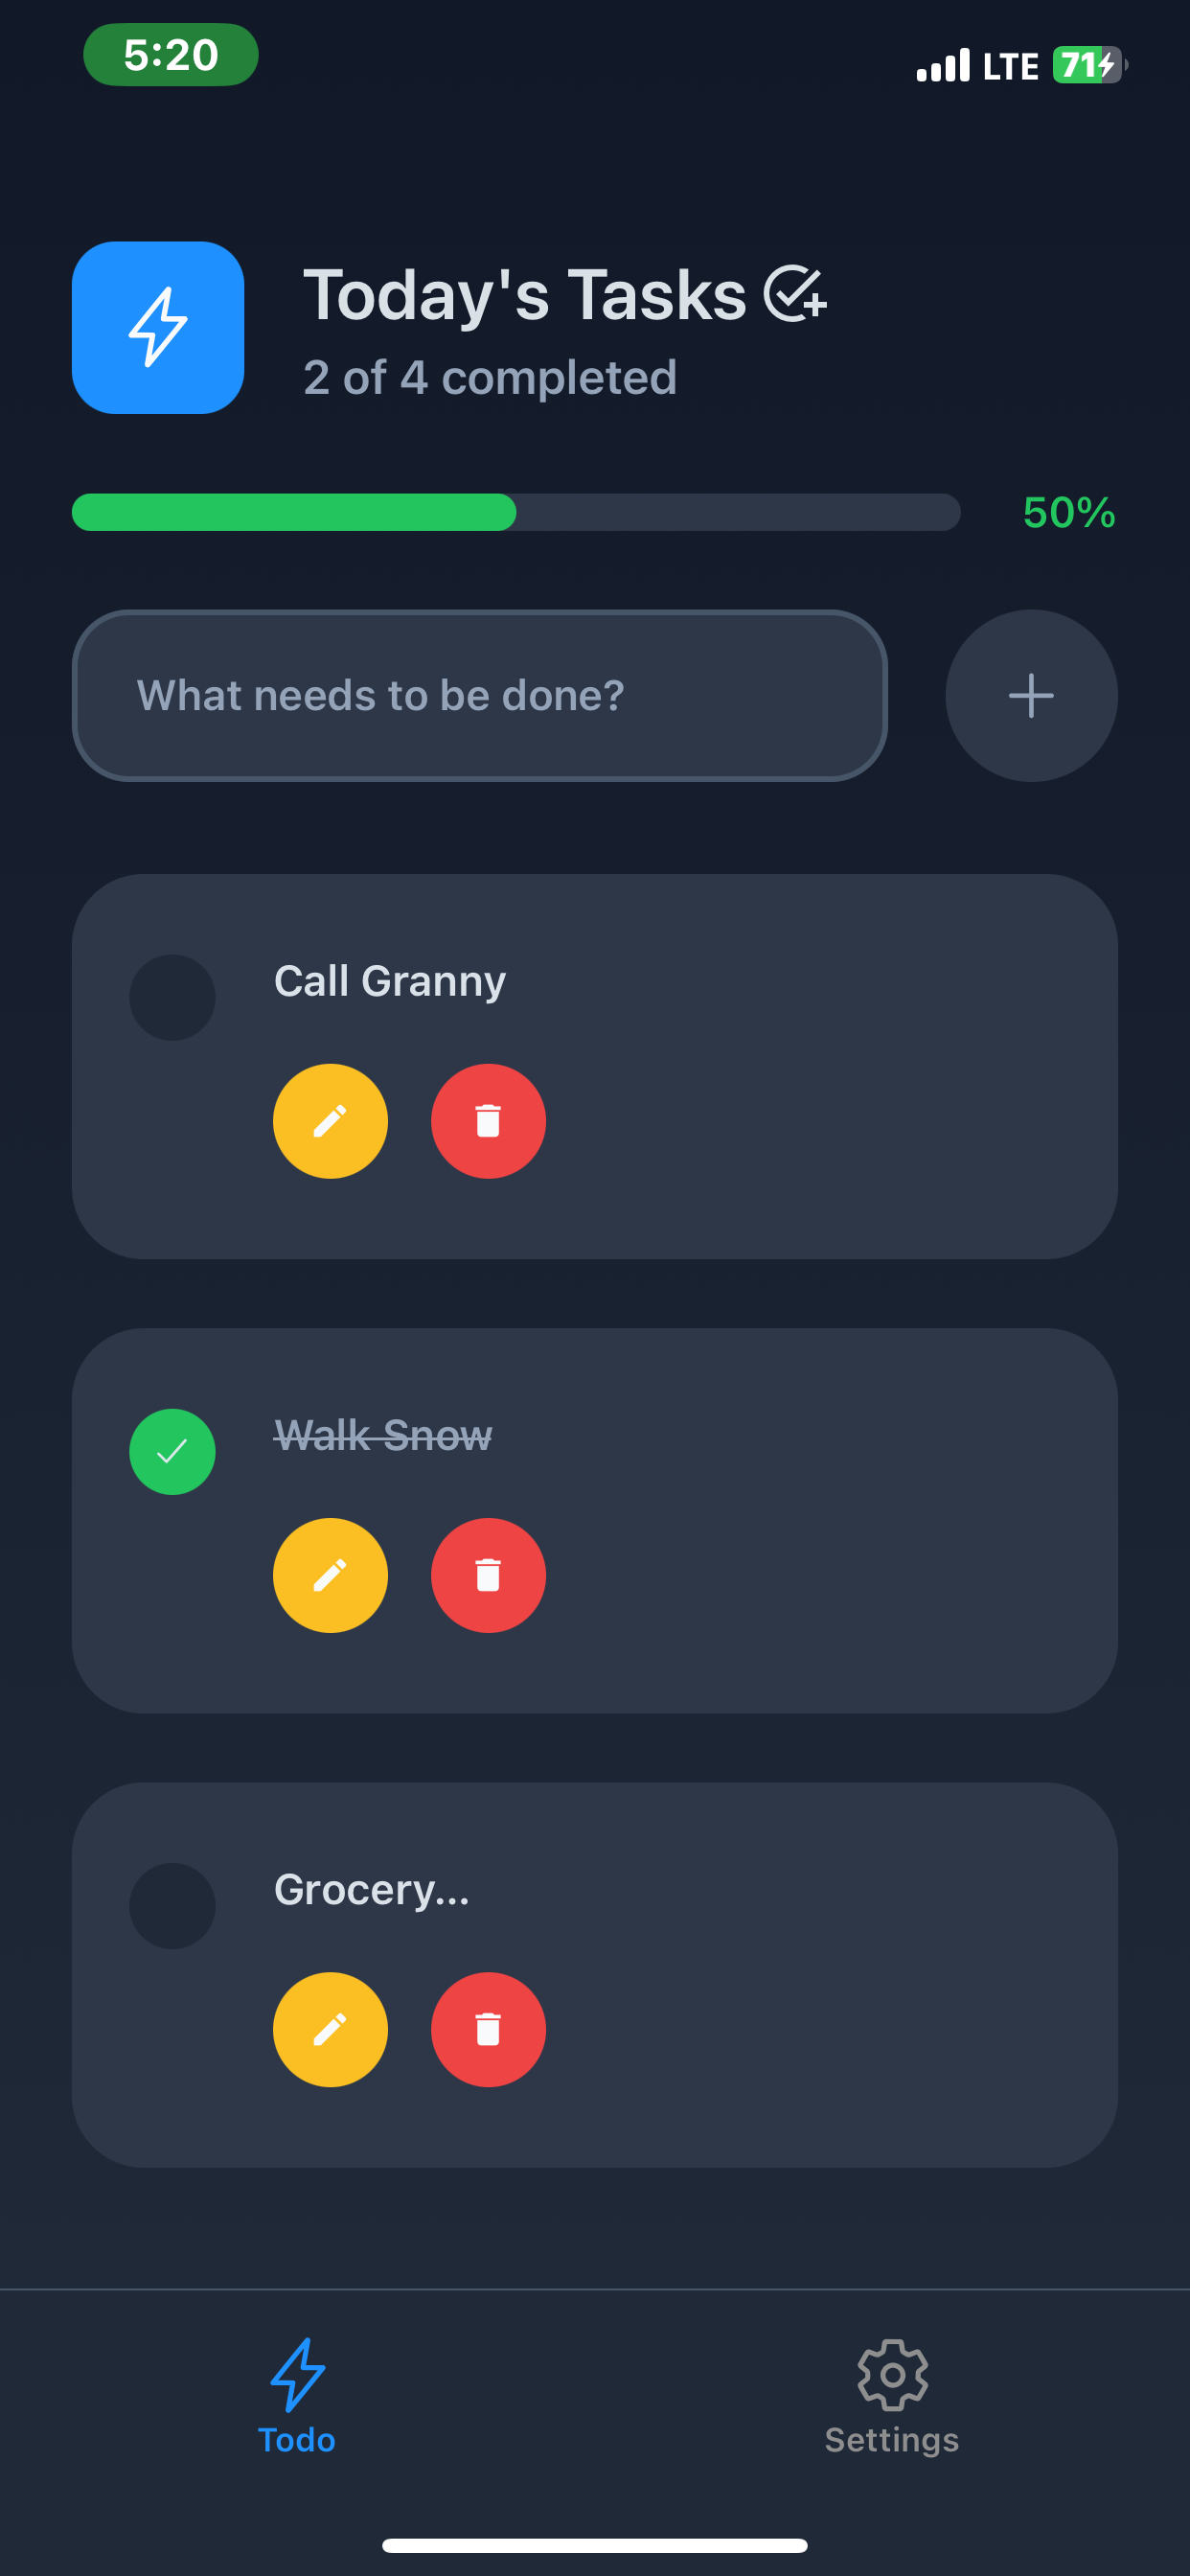 5:20
LTE 71
Today's Tasks
2 of 4 completed
50%
What needs to be done?
Call Granny
Walk Snow
Grocery...
Todo
Settings